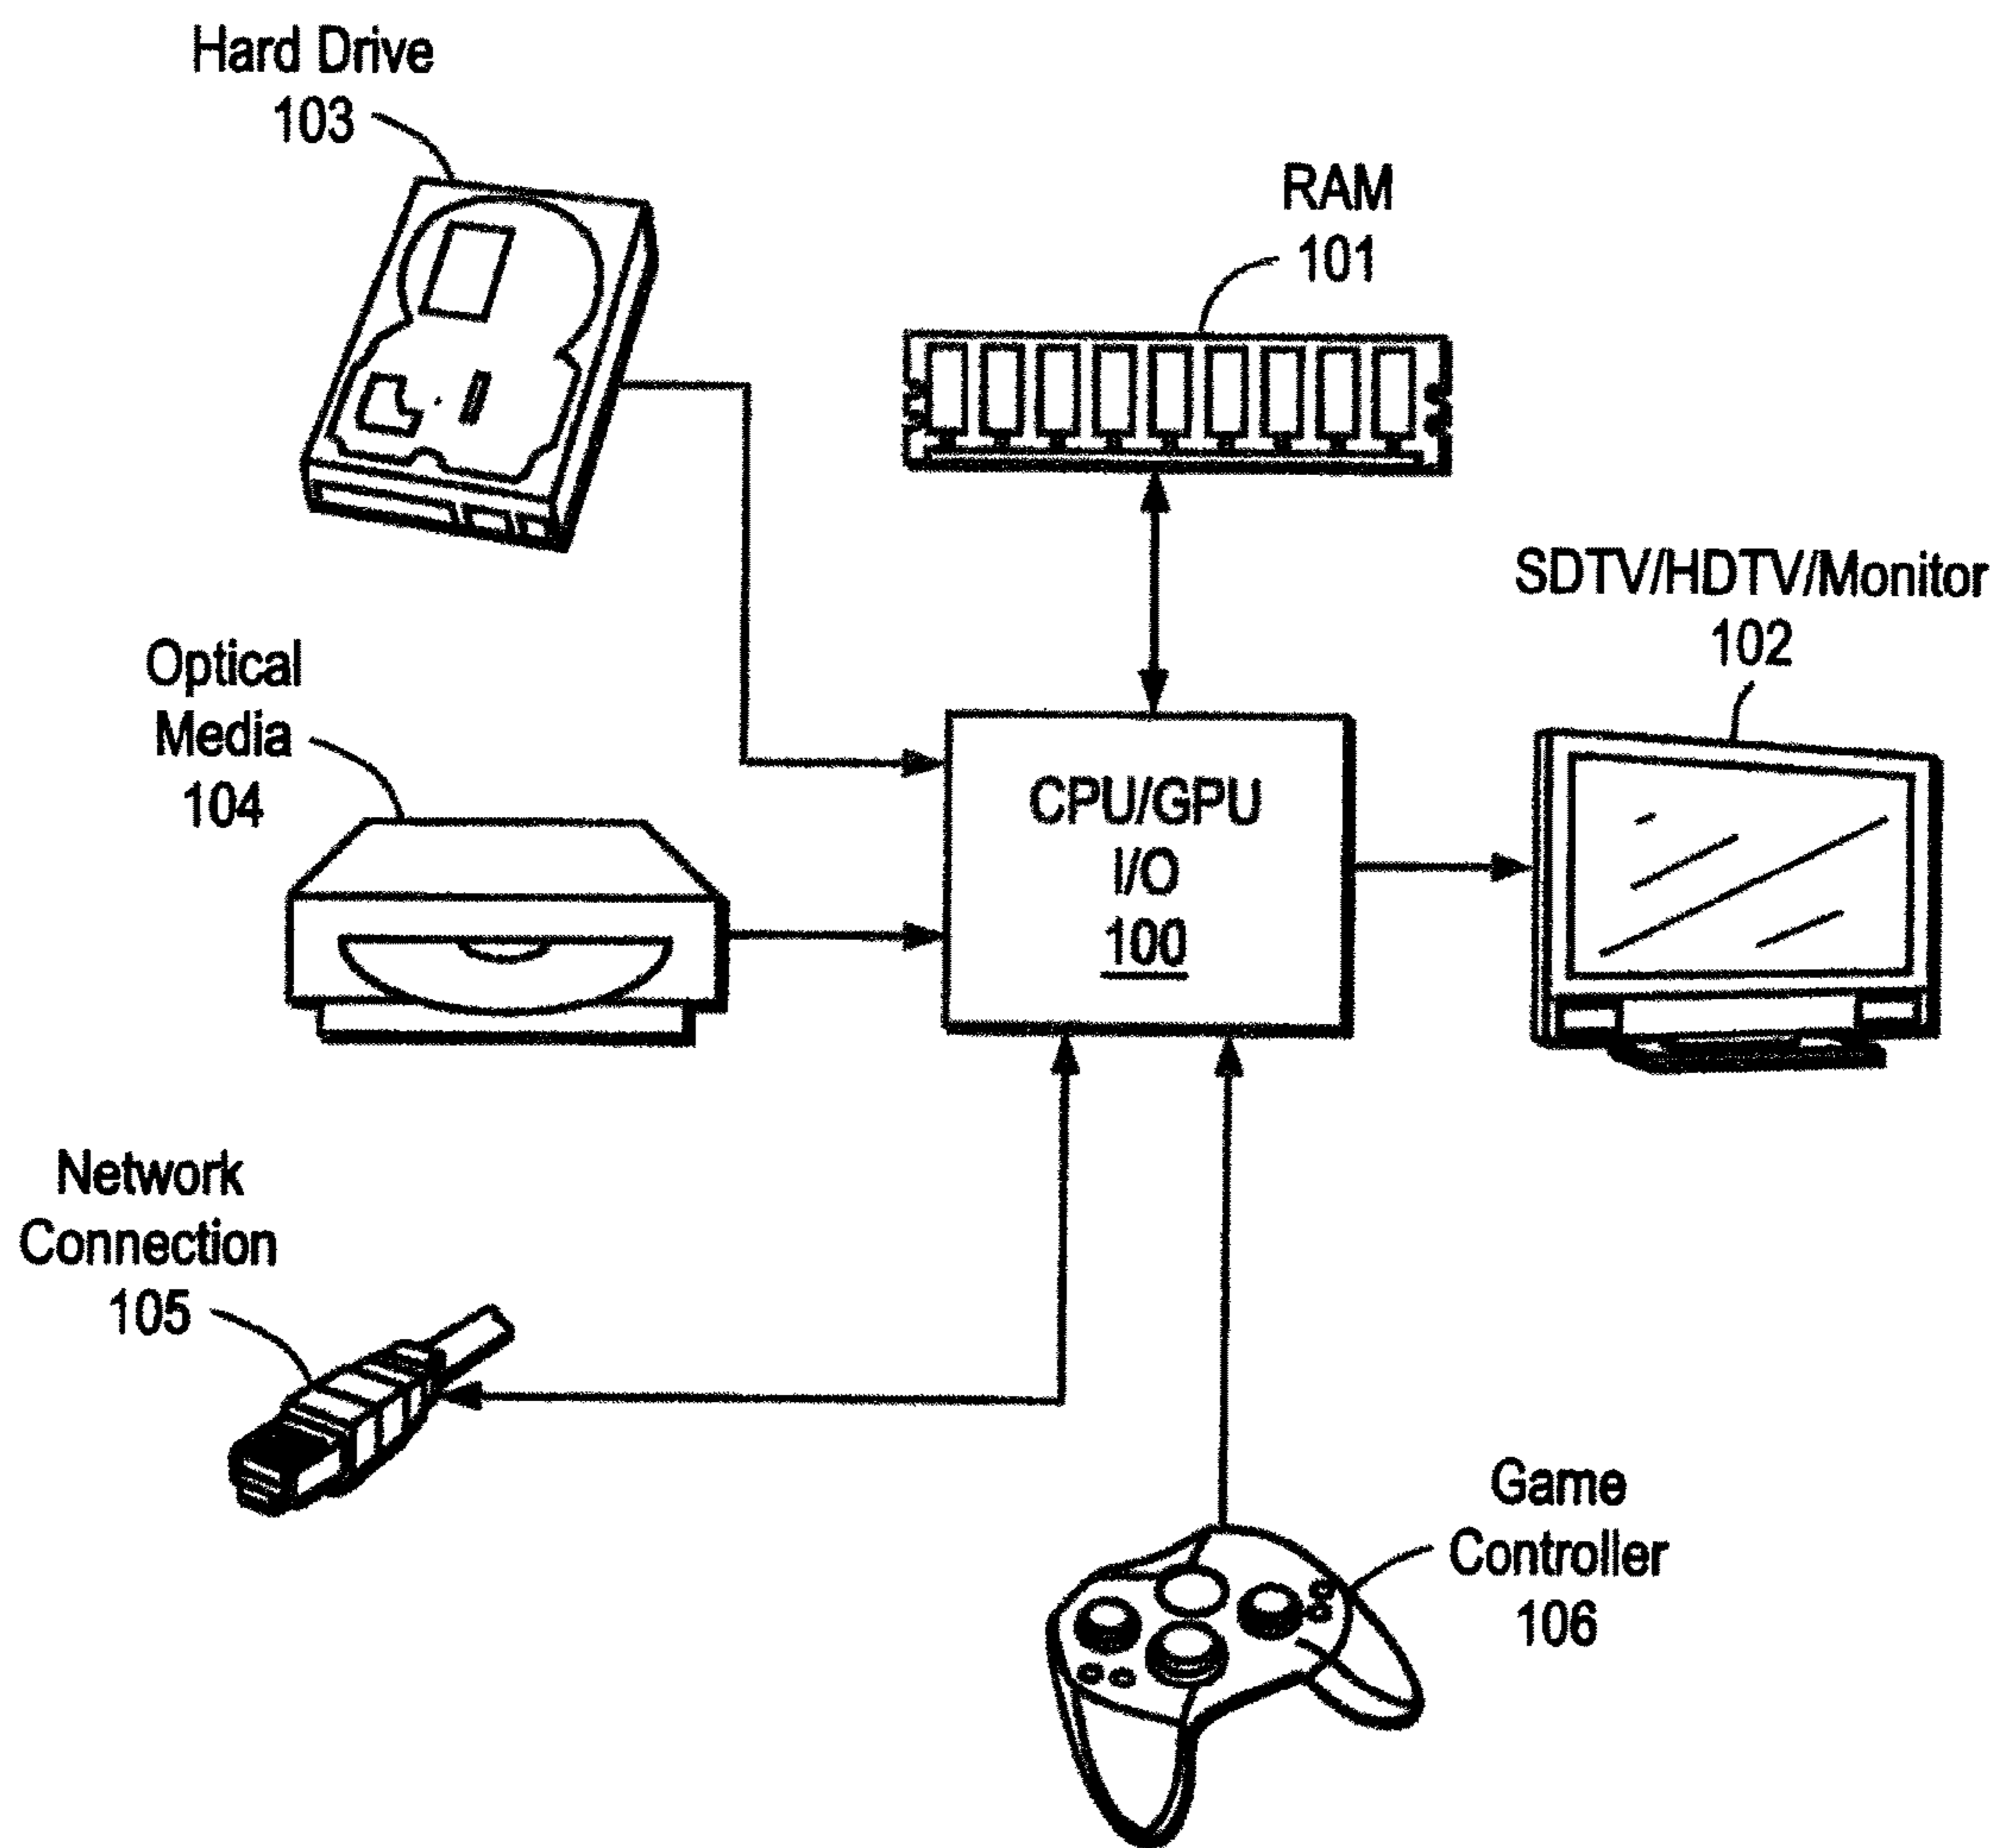 Hard Drive
103
RAM
101
SDTV/HDTV/Monitor
102
Optical
Media
104
CPU/GPU
I/O
100
Network
Connection
105
Game
Controller
106